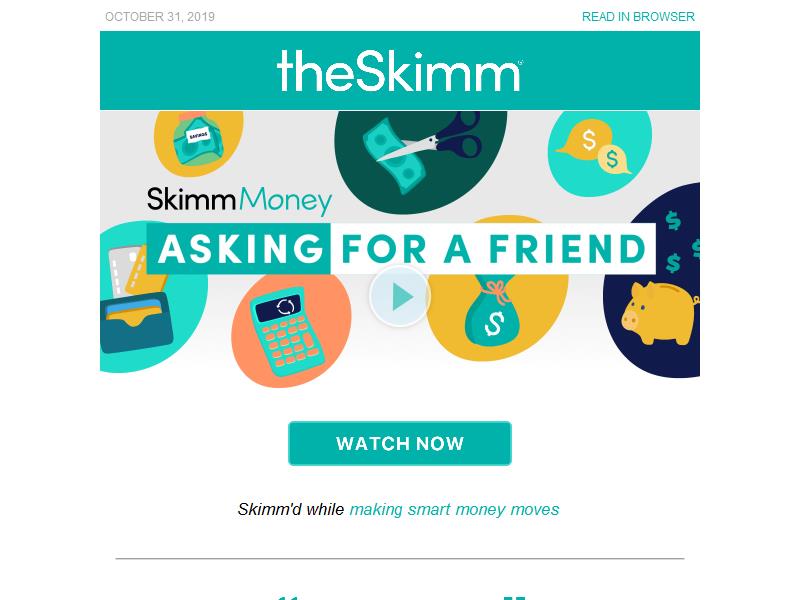 OCTOBER 31, 2019
READ IN BROWSER
theSkimm
SAVINGS
SkimmMoney
ASKING FOR A FRIEND
WATCH NOW
Skimm'd while making smart money moves